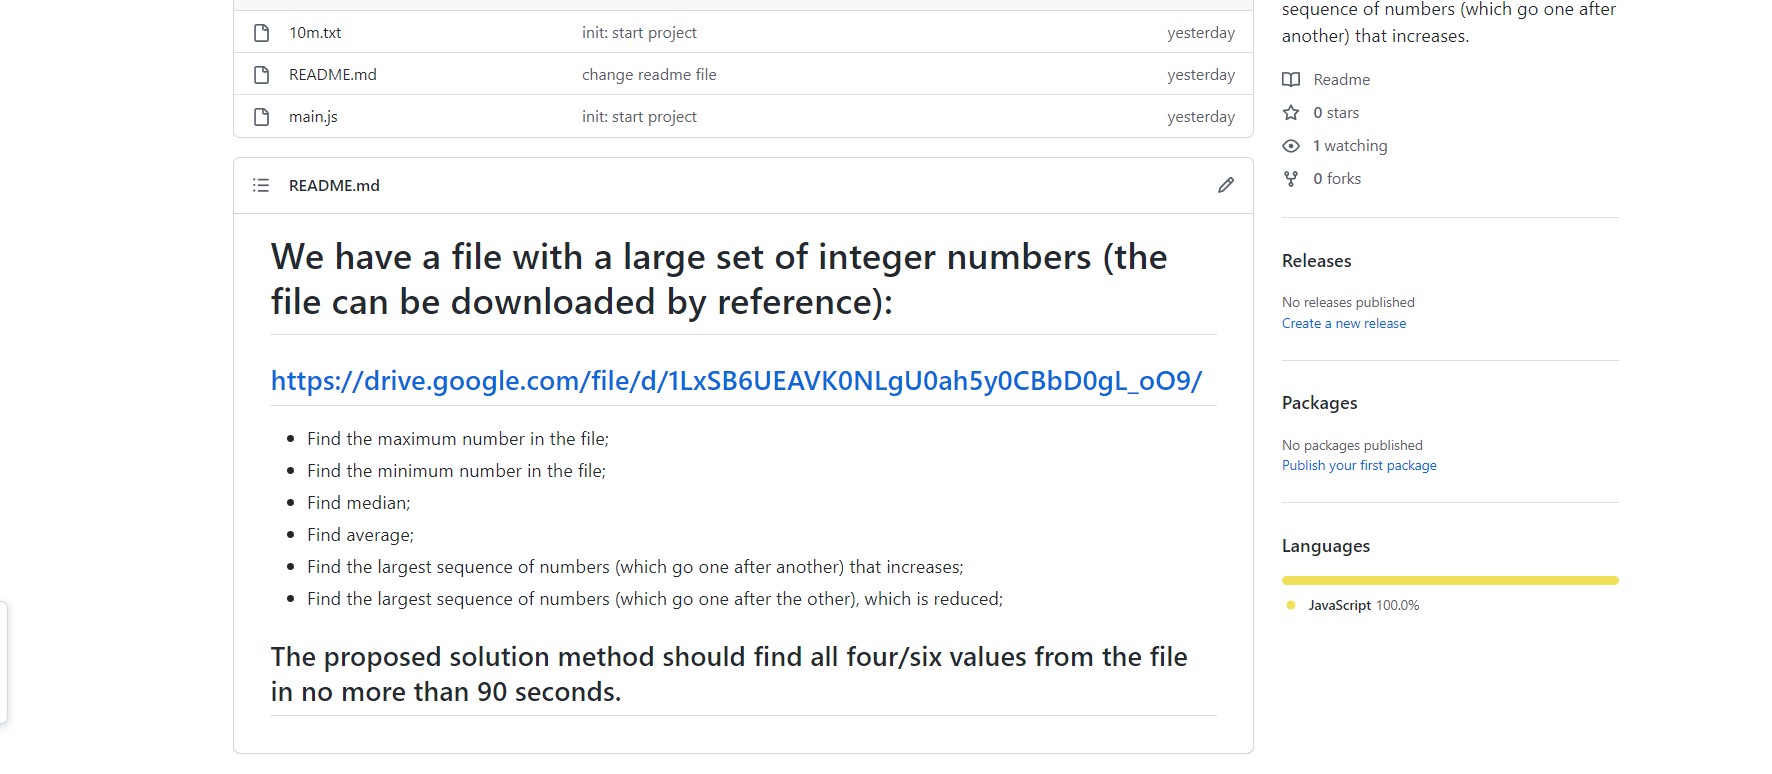 10m.txt init: start project yesterday
README.md change readme file yesterday
main.js init: start project yesterday
README.md
We have a file with a large set of integer numbers (the
file can be downloaded by reference):
https://drive.google.com/file/d/1LxSB6UEAVK0NLgU0ah5y0CBbD0gL_oO9/
Find the maximum number in the file;
Find the minimum number in the file;
Find median;
Find average;
Find the largest sequence of numbers (which go one after another) that increases;
Find the largest sequence of numbers (which go one after the other), which is reduced;
The proposed solution method should find all four/six values from the file
in no more than 90 seconds.
sequence of numbers (which go one after
another) that increases.
Readme
0 stars
1 watching
0 forks
Releases
No releases published
Create a new release
Packages
No packages published
Publish your first package
Languages
JavaScript 100.0%